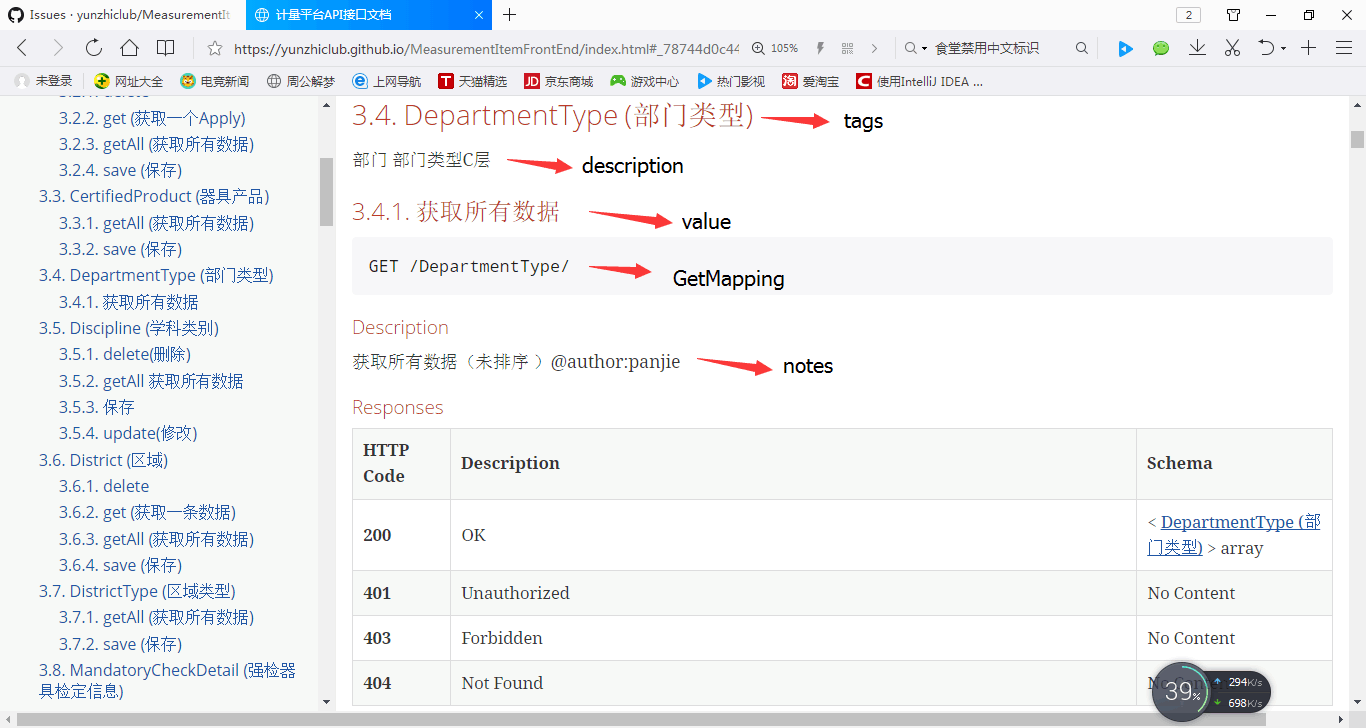 Issues · yunzhiclub/MeasurementIt
计量平台API接口文档
2
https://yunzhiclub.github.io/MeasurementItemFrontEnd/index.html#_78744d0c44
105%
食堂禁用中文标识
未登录
网址大全
电竞新闻
周公解梦
上网导航
天猫精选
京东商城
游戏中心
热门影视
爱淘宝
使用IntelliJ IDEA ...
3.2.2. get (获取一个Apply)
3.2.3. getAll (获取所有数据)
3.2.4. save (保存)
3.3. CertifiedProduct (器具产品)
3.3.1. getAll (获取所有数据)
3.3.2. save (保存)
3.4. DepartmentType (部门类型)
3.4.1. 获取所有数据
3.5. Discipline (学科类别)
3.5.1. delete(删除)
3.5.2. getAll 获取所有数据
3.5.3. 保存
3.5.4. update(修改)
3.6. District (区域)
3.6.1. delete
3.6.2. get (获取一条数据)
3.6.3. getAll (获取所有数据)
3.6.4. save (保存)
3.7. DistrictType (区域类型)
3.7.1. getAll (获取所有数据)
3.7.2. save (保存)
3.8. MandatoryCheckDetail (强检器
具检定信息)
3.4. DepartmentType (部门类型)
tags
部门 部门类型C层
description
3.4.1. 获取所有数据
value
GET /DepartmentType/
GetMapping
Description
获取所有数据（未排序 ）@author:panjie
notes
Responses
HTTP
Code
Description
Schema
200
OK
< DepartmentType (部
门类型) > array
401
Unauthorized
No Content
403
Forbidden
No Content
404
Not Found
39%
294K/s
698K/s